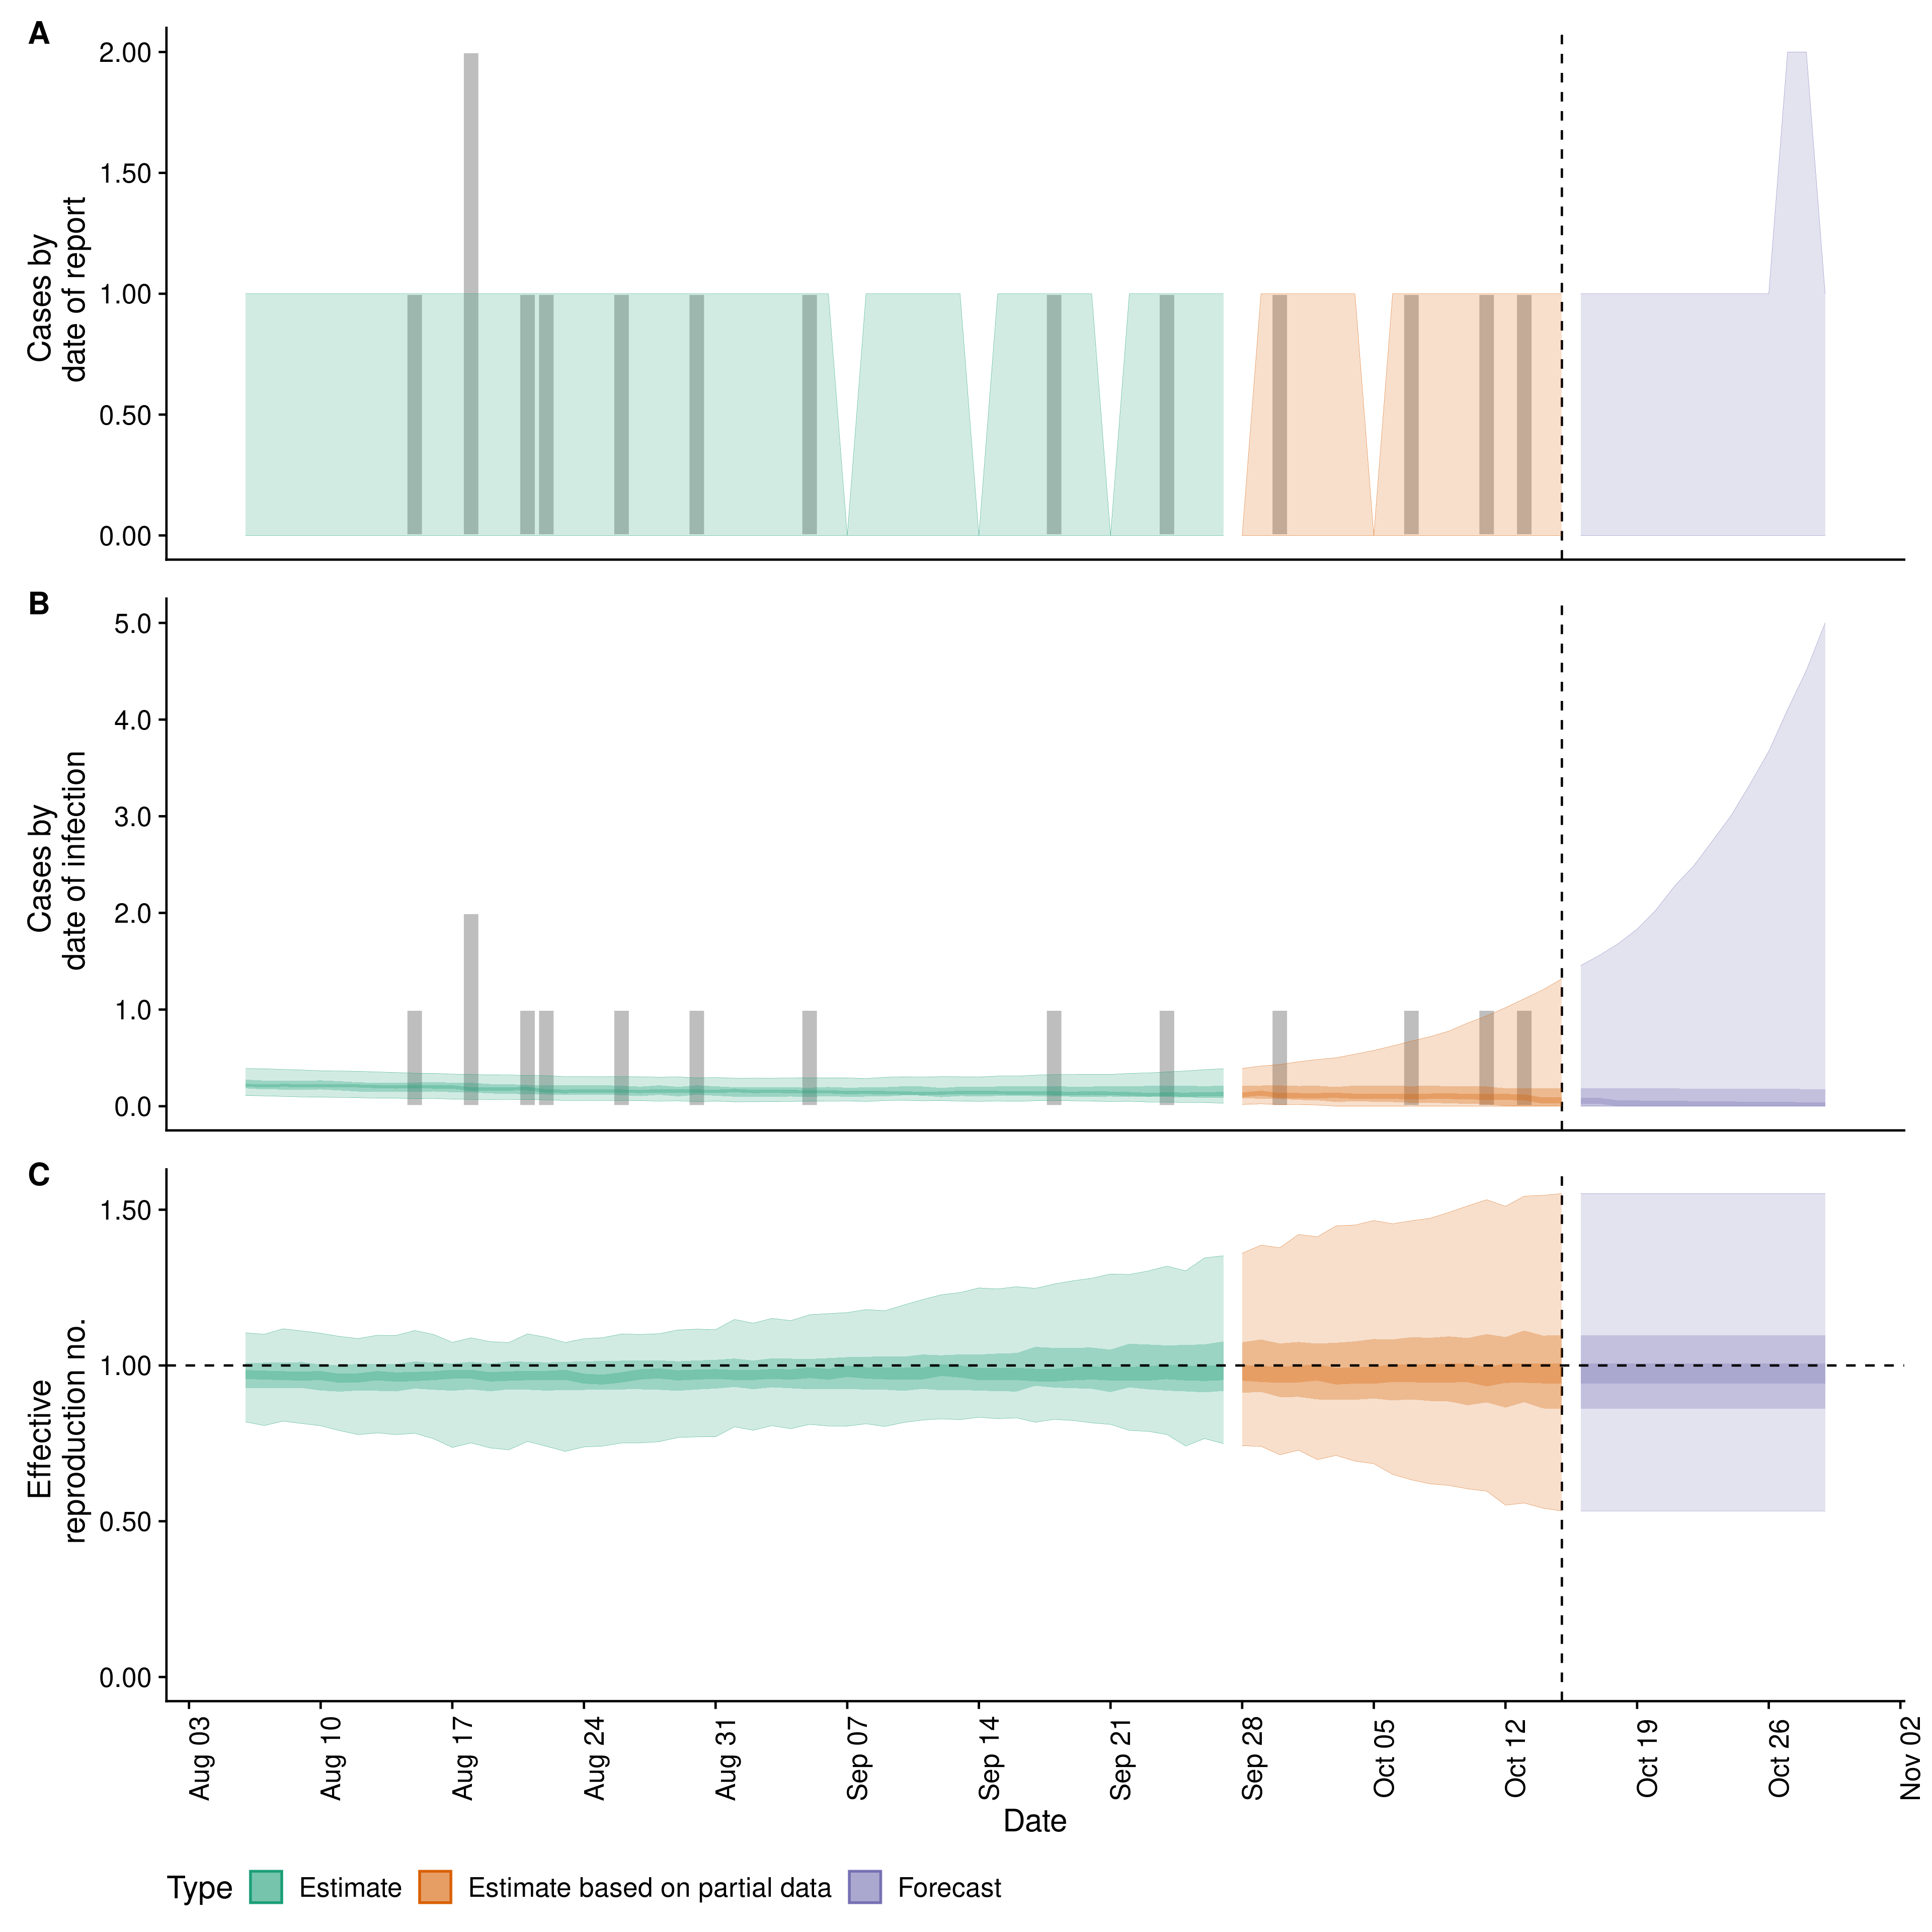 A
Cases by
date of report
2.00
1.50
1.00
0.50
0.00
B
Cases by
date of infection
5.0
4.0
3.0
2.0
1.0
0.0
C
Effective
reproduction no.
1.50
1.00
0.50
0.00
Aug 03
Aug 10
Aug 17
Aug 24
Aug 31
Sep 07
Sep 14
Sep 21
Sep 28
Oct 05
Oct 12
Oct 19
Oct 26
Nov 02
Date
Type Estimate Estimate based on partial data Forecast